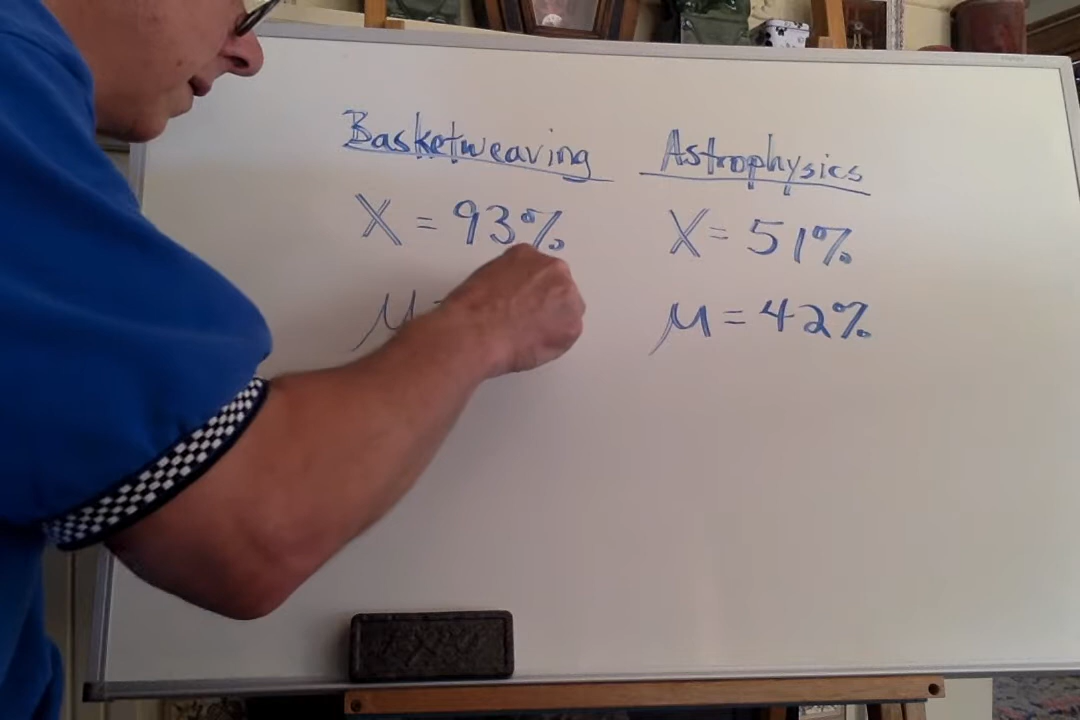 Basketweaving
Astrophysics
X = 93%
X = 51%
μ =
μ = 42%